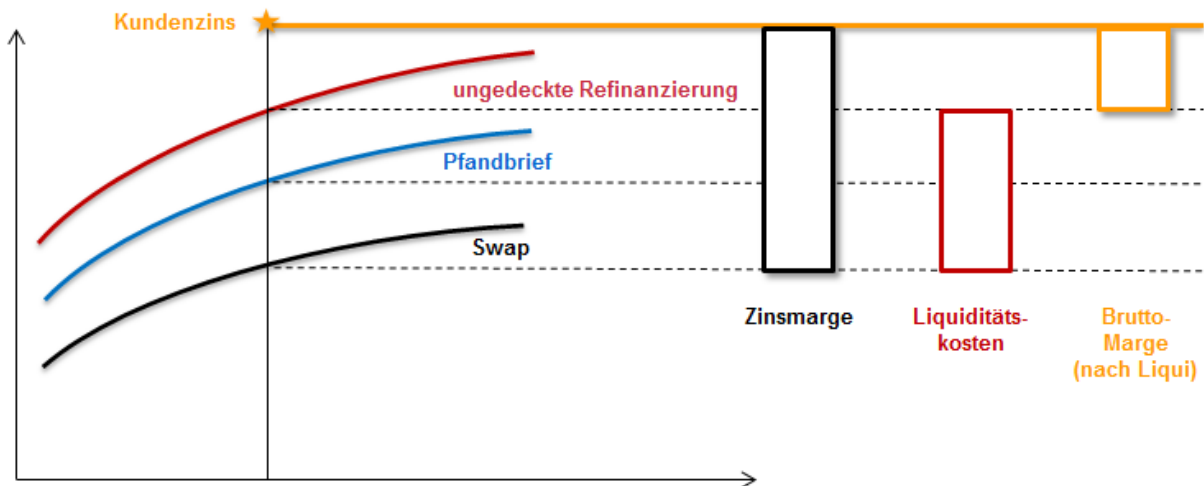 Kundenzins
ungedeckte Refinanzierung
Pfandbrief
Swap
Zinsmarge
Liquiditäts-
kosten
Brutto-
Marge
(nach Liqui)